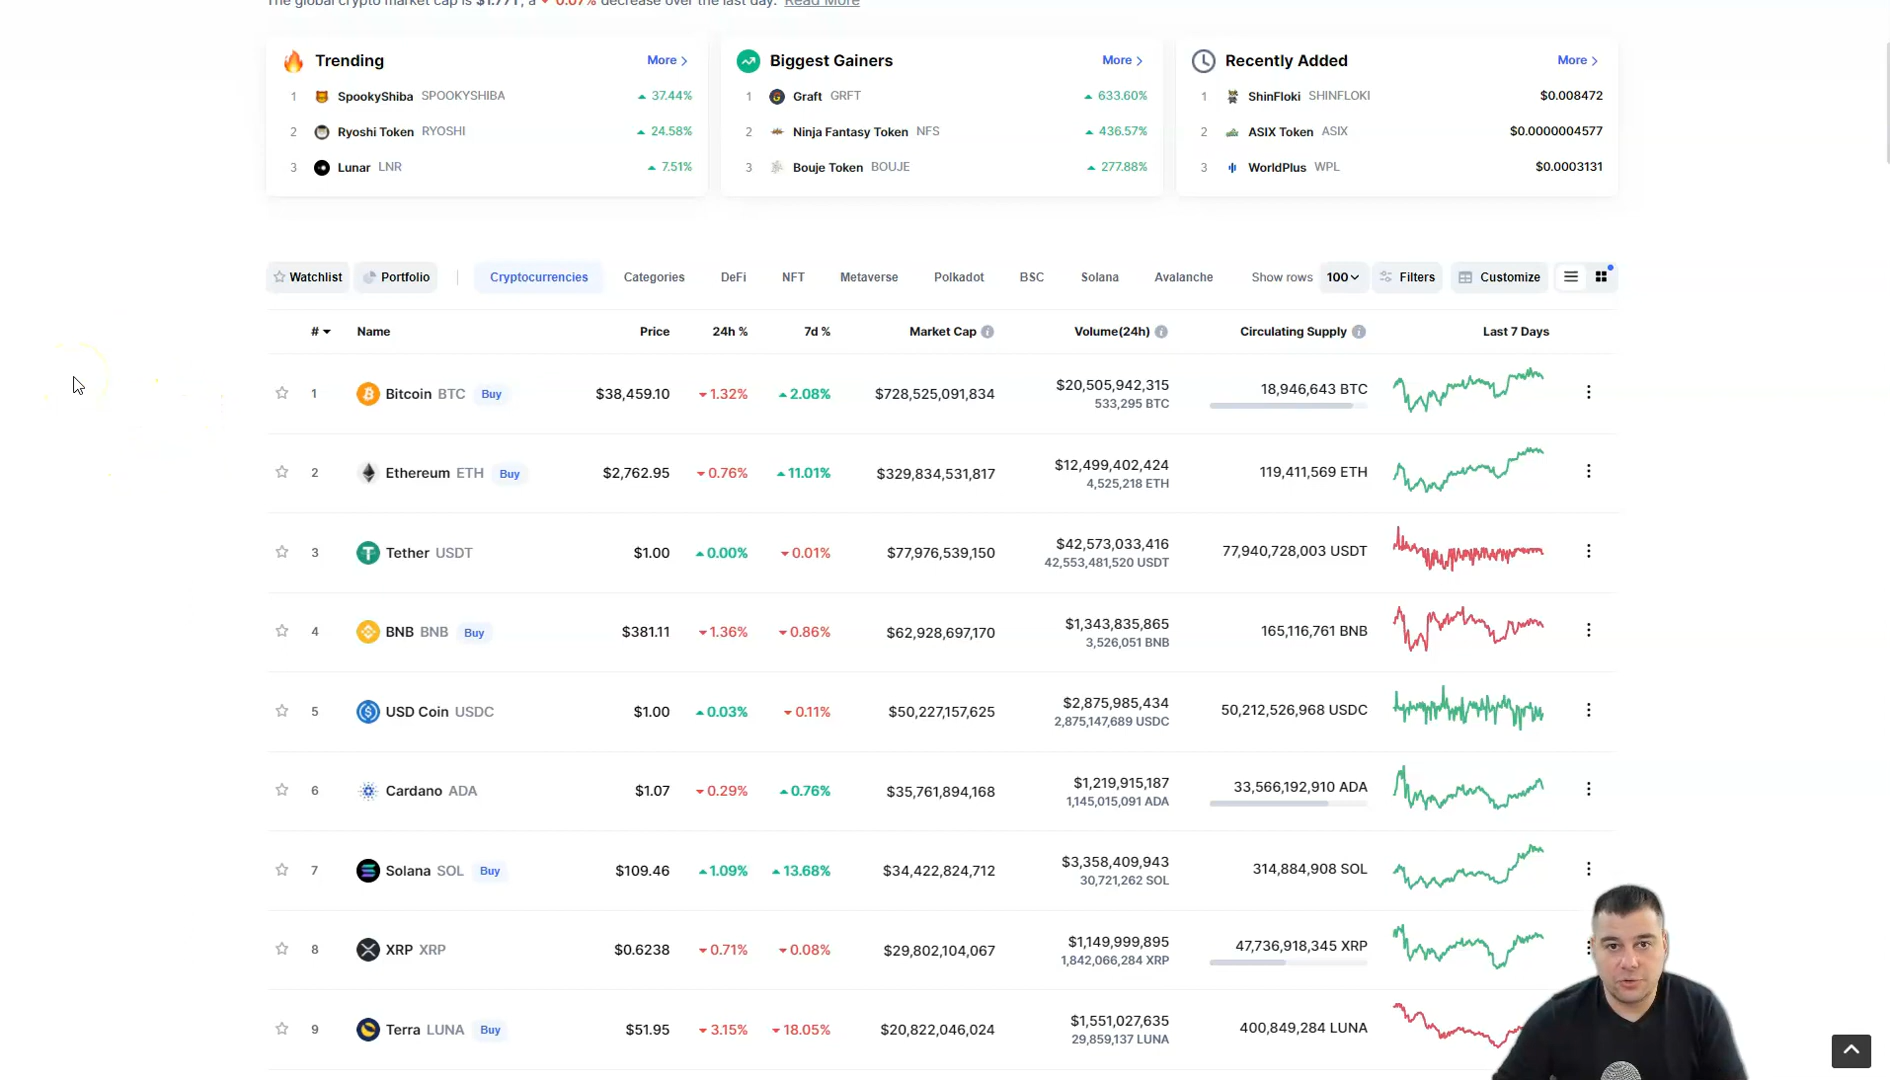 The global crypto market cap is $1.77T, a 0.07% decrease over the last day. Read More
Trending More
1 SpookyShiba SPOOKYSHIBA 37.44%
2 Ryoshi Token RYOSHI 24.58%
3 Lunar LNR 7.51%
Biggest Gainers More
1 Graft GRFT 633.60%
2 Ninja Fantasy Token NFS 436.57%
3 Bouje Token BOUJE 277.88%
Recently Added More
1 ShinFloki SHINFLOKI $0.008472
2 ASIX Token ASIX $0.0000004577
3 WorldPlus WPL $0.0003131
Watchlist Portfolio Cryptocurrencies Categories DeFi NFT Metaverse Polkadot BSC Solana Avalanche Show rows 100 Filters Customize
# Name Price 24h % 7d % Market Cap Volume(24h) Circulating Supply Last 7 Days
1 Bitcoin BTC Buy $38,459.10 1.32% 2.08% $728,525,091,834 $20,505,942,315 18,946,643 BTC
533,295 BTC
2 Ethereum ETH Buy $2,762.95 0.76% 11.01% $329,834,531,817 $12,499,402,424 119,411,569 ETH
4,525,218 ETH
3 Tether USDT $1.00 0.00% 0.01% $77,976,539,150 $42,573,033,416 77,940,728,003 USDT
42,553,481,520 USDT
4 BNB BNB Buy $381.11 1.36% 0.86% $62,928,697,170 $1,343,835,865 165,116,761 BNB
3,526,051 BNB
5 USD Coin USDC $1.00 0.03% 0.11% $50,227,157,625 $2,875,985,434 50,212,526,968 USDC
2,875,147,689 USDC
6 Cardano ADA $1.07 0.29% 0.76% $35,761,894,168 $1,219,915,187 33,566,192,910 ADA
1,145,015,091 ADA
7 Solana SOL Buy $109.46 1.09% 13.68% $34,422,824,712 $3,358,409,943 314,884,908 SOL
30,721,262 SOL
8 XRP XRP $0.6238 0.71% 0.08% $29,802,104,067 $1,149,999,895 47,736,918,345 XRP
1,842,066,284 XRP
9 Terra LUNA Buy $51.95 3.15% 18.05% $20,822,046,024 $1,551,027,635 400,849,284 LUNA
29,859,137 LUNA